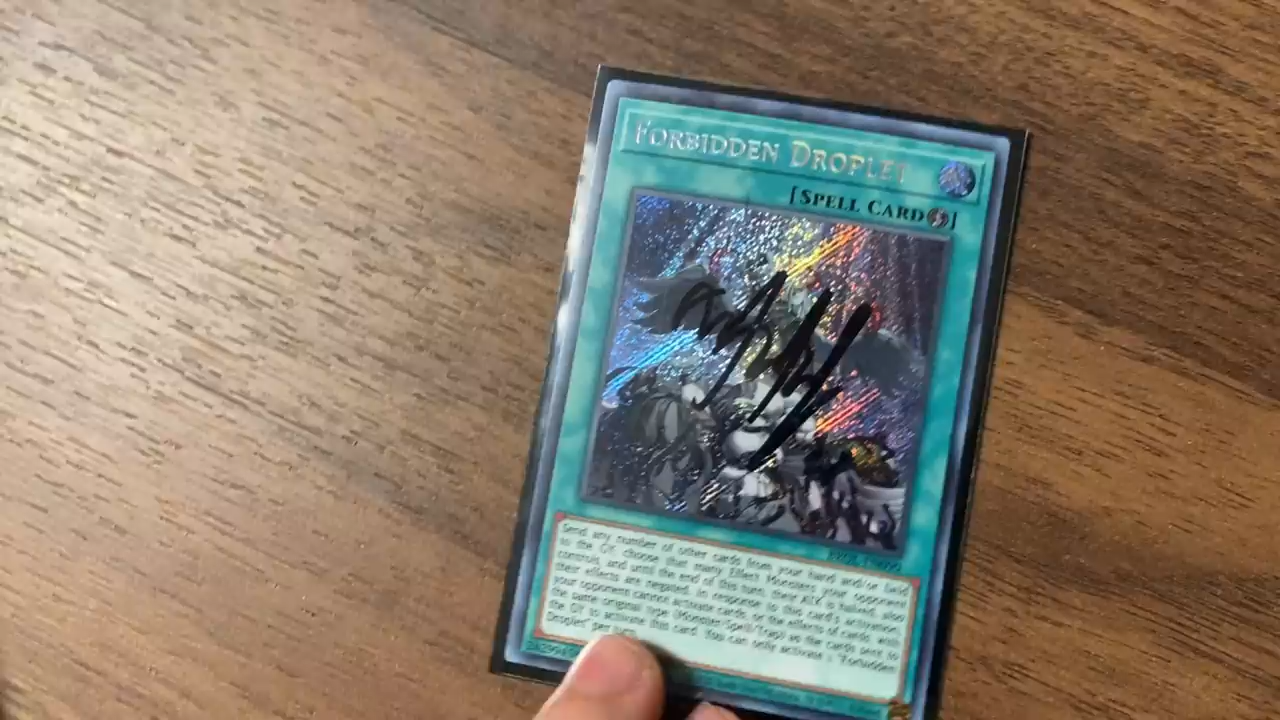 FORBIDDEN DROPLET
[SPELL CARD]
Send any number of other cards from your hand and/or field
to the GY; choose that many Effect Monsters your opponent
controls, and until the end of this turn, their ATK is halved, also
their effects are negated. In response to this card's activation,
your opponent cannot activate cards, or the effects of cards, with
the same original type (Monster/Spell/Trap) as the cards sent to
the GY to activate this card. You can only activate 1 "Forbidden
Droplet" per turn.